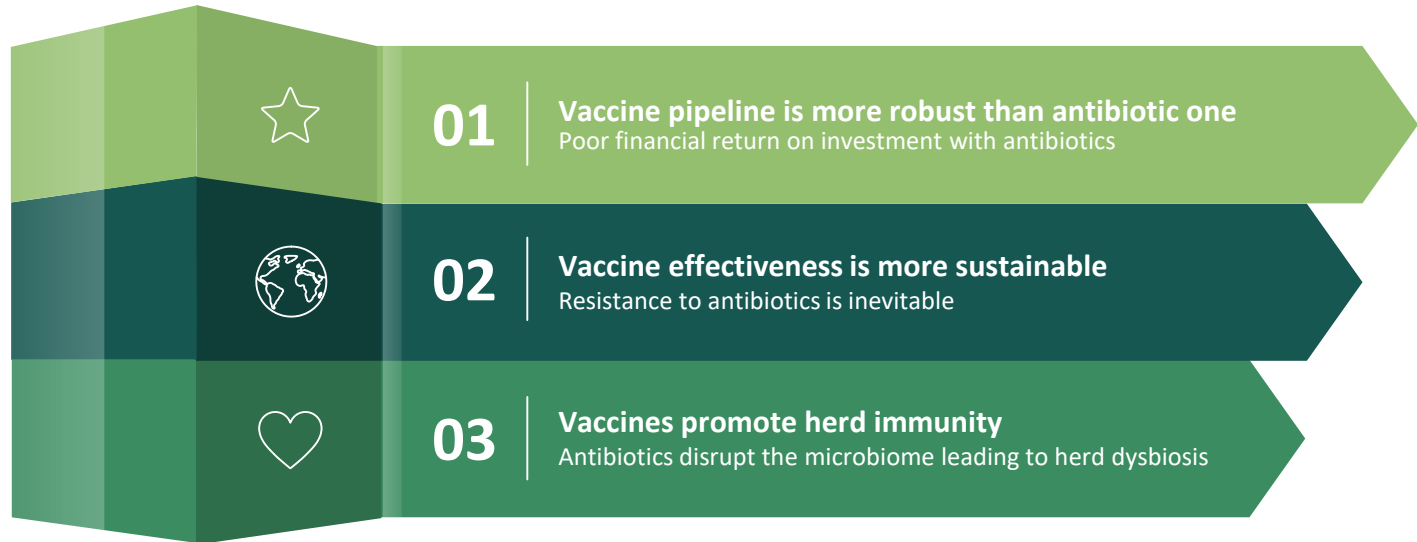 01
Vaccine pipeline is more robust than antibiotic one
Poor financial return on investment with antibiotics
02
Vaccine effectiveness is more sustainable
Resistance to antibiotics is inevitable
03
Vaccines promote herd immunity
Antibiotics disrupt the microbiome leading to herd dysbiosis